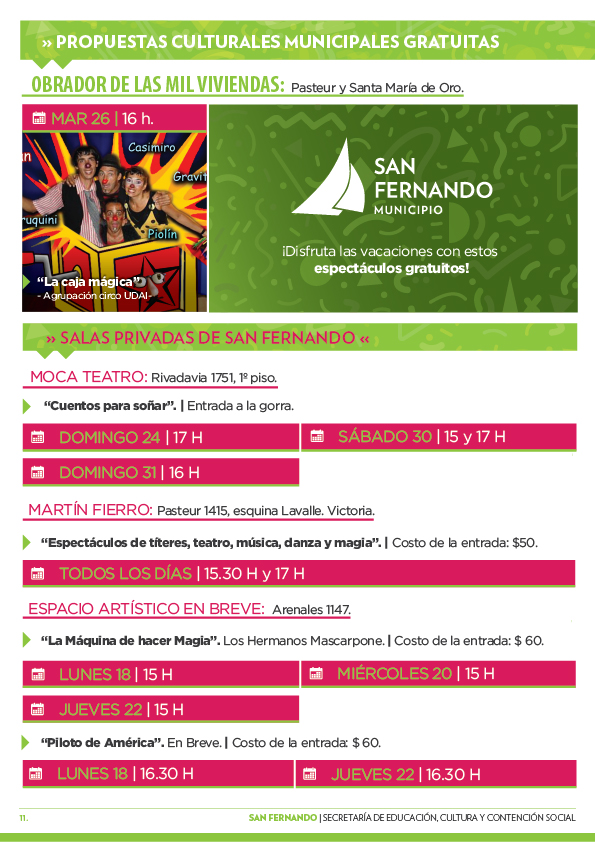 » PROPUESTAS CULTURALES MUNICIPALES GRATUITAS
OBRADOR DE LAS MIL VIVIENDAS: Pasteur y Santa María de Oro.
MAR 26 | 16 h.
Casimiro
Gravit
ruquini
Piolín
"La caja mágica"
- Agrupación circo UDAI-
SAN
FERNANDO
MUNICIPIO
¡Disfruta las vacaciones con estos
espectáculos gratuitos!
» SALAS PRIVADAS DE SAN FERNANDO «
MOCA TEATRO: Rivadavia 1751, 1º piso.
"Cuentos para soñar". | Entrada a la gorra.
DOMINGO 24 | 17 H
SÁBADO 30 | 15 y 17 H
DOMINGO 31 | 16 H
MARTÍN FIERRO: Pasteur 1415, esquina Lavalle. Victoria.
"Espectáculos de títeres, teatro, música, danza y magia". | Costo de la entrada: $50.
TODOS LOS DÍAS | 15.30 H y 17 H
ESPACIO ARTÍSTICO EN BREVE: Arenales 1147.
"La Máquina de hacer Magia". Los Hermanos Mascarpone. | Costo de la entrada: $ 60.
LUNES 18 | 15 H
MIÉRCOLES 20 | 15 H
JUEVES 22 | 15 H
"Piloto de América". En Breve. | Costo de la entrada: $ 60.
LUNES 18 | 16.30 H
JUEVES 22 | 16.30 H
11.
SAN FERNANDO | SECRETARÍA DE EDUCACIÓN, CULTURA Y CONTENCIÓN SOCIAL